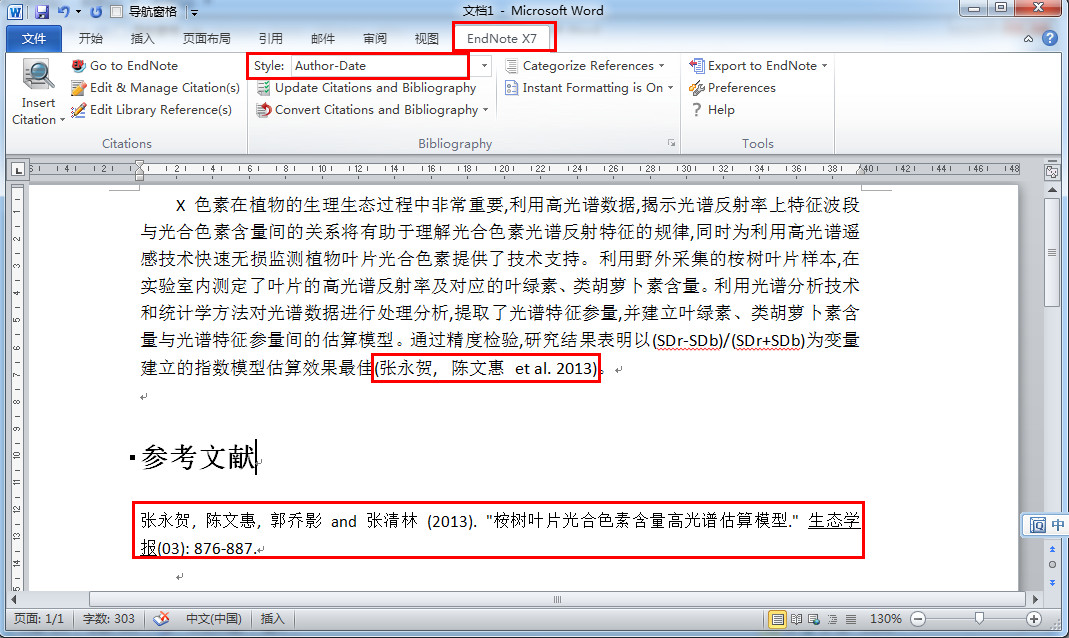 文档1 - Microsoft Word
导航窗格
文件 开始 插入 页面布局 引用 邮件 审阅 视图 EndNote X7
Insert Citation
Go to EndNote
Edit & Manage Citation(s)
Edit Library Reference(s)
Citations
Style: Author-Date
Update Citations and Bibliography
Convert Citations and Bibliography
Categorize References
Instant Formatting is On
Bibliography
Export to EndNote
Preferences
Help
Tools
X 色素在植物的生理生态过程中非常重要,利用高光谱数据,揭示光谱反射率上特征波段
与光合色素含量间的关系将有助于理解光合色素光谱反射特征的规律,同时为利用高光谱遥
感技术快速无损监测植物叶片光合色素提供了技术支持。利用野外采集的桉树叶片样本,在
实验室内测定了叶片的高光谱反射率及对应的叶绿素、类胡萝卜素含量。利用光谱分析技术
和统计学方法对光谱数据进行处理分析,提取了光谱特征参量,并建立叶绿素、类胡萝卜素含
量与光谱特征参量间的估算模型。通过精度检验,研究结果表明以(SDr-SDb)/(SDr+SDb)为变量
建立的指数模型估算效果最佳(张永贺, 陈文惠 et al. 2013)。
参考文献
张永贺, 陈文惠, 郭乔影 and 张清林 (2013). "桉树叶片光合色素含量高光谱估算模型." 生态学
报(03): 876-887.
中
页面: 1/1 字数: 303 中文(中国) 插入 130%